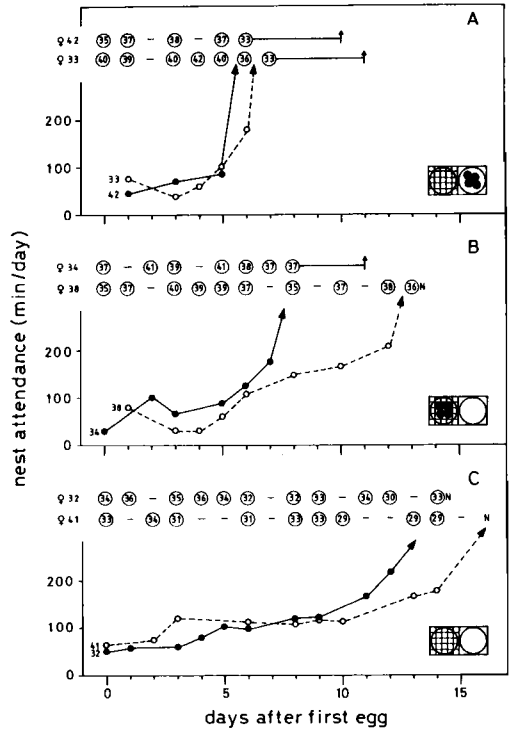 A
♀ 42 35 37 – 38 – 37 33
♀ 33 40 39 – 40 42 40 36 33
200
100
0
33
42
B
♀ 34 37 – 41 39 – 41 38 37 38
♀ 38 35 37 – 40 39 39 37 – 35 – 37 – 38 36 N
200
100
0
38
34
C
♀ 32 34 36 – 35 36 34 32 – 32 33 – 34 30 – 33 N
♀ 41 33 – 34 31 – – 31 – 33 33 29 – – 29 29 – N
200
100
0
41
32
0 5 10 15
days after first egg
nest attendance (min/day)